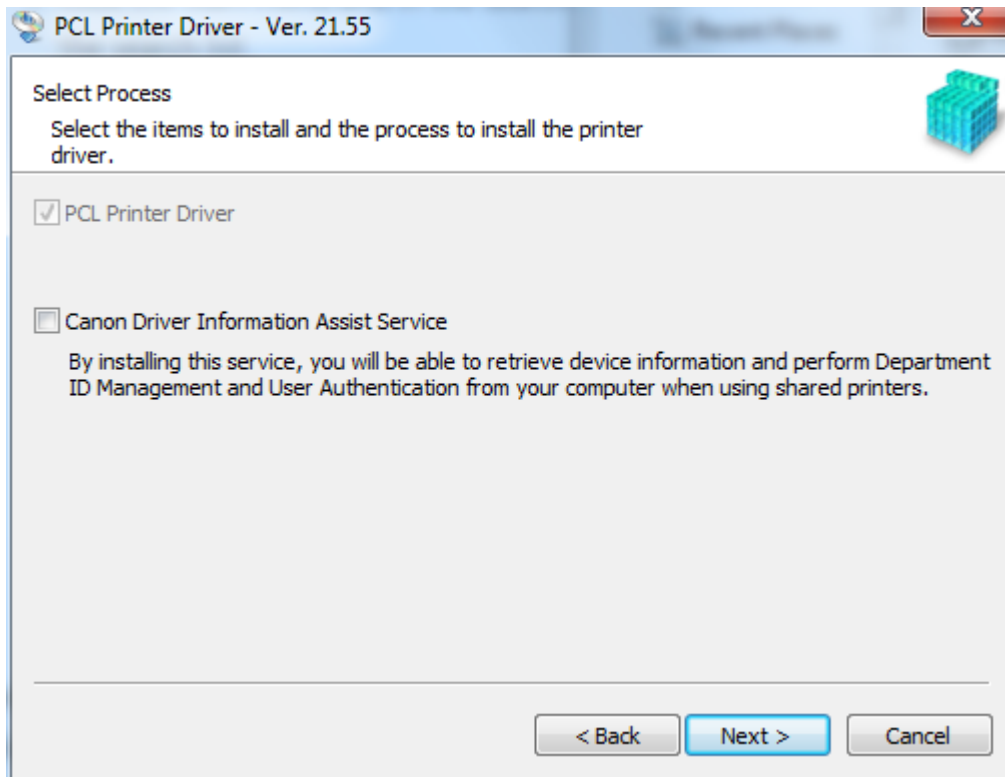 PCL Printer Driver - Ver. 21.55
Recent Places
Select Process
Select the items to install and the process to install the printer
driver.
PCL Printer Driver
Canon Driver Information Assist Service
By installing this service, you will be able to retrieve device information and perform Department
ID Management and User Authentication from your computer when using shared printers.
< Back
Next >
Cancel